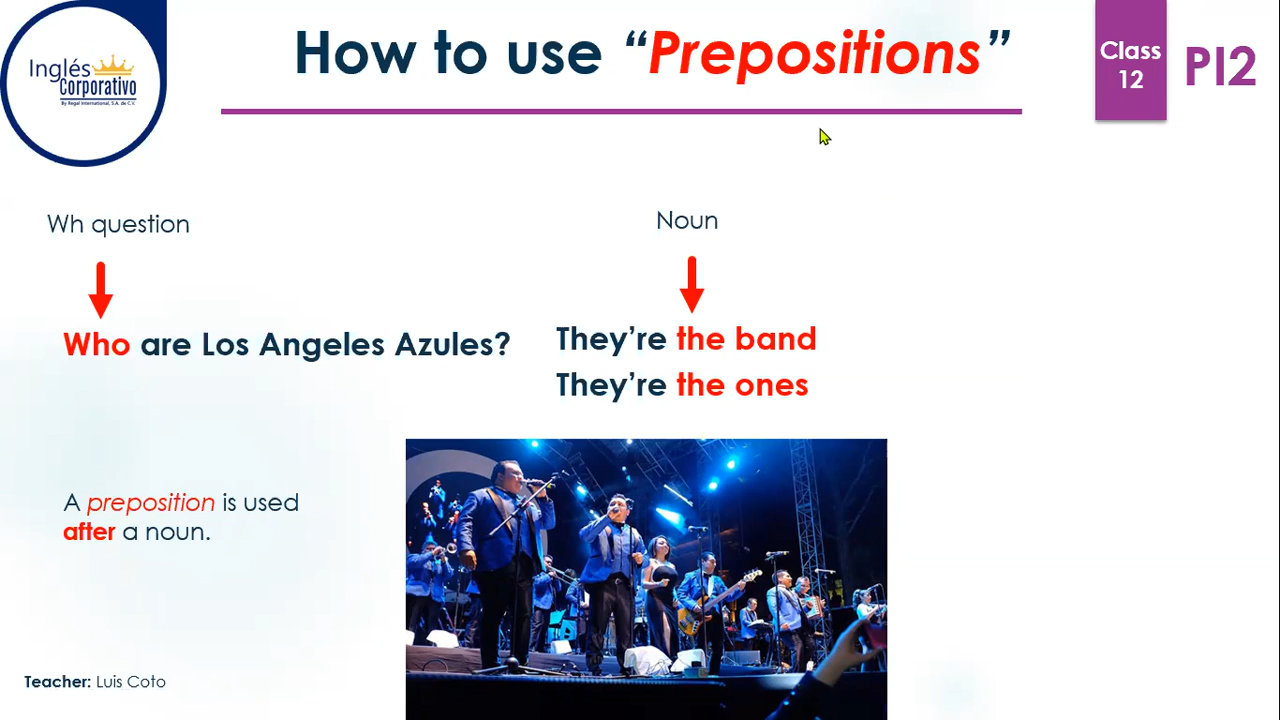 Inglés
Corporativo
By Regal International, S.A. de C.V.
How to use “Prepositions”
Class
12
PI2
Wh question
Noun
Who are Los Angeles Azules?
They’re the band
They’re the ones
A preposition is used
after a noun.
Teacher: Luis Coto